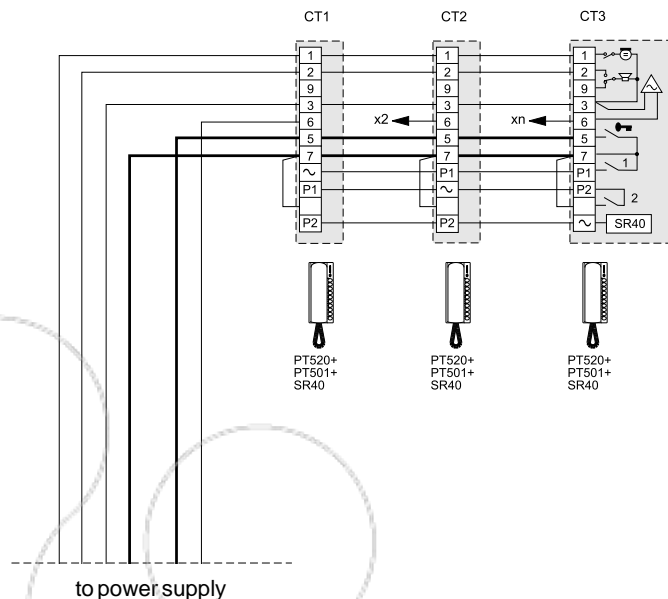 CT1 CT2 CT3
1 1 1
2 2 2
9 9 9
3 3 3
6 x2 6 xn 6
5 5 5
7 7 7 1
~ P1 P1
P1 ~ P2 2
P2 P2 ~ SR40
PT520+ PT520+ PT520+
PT501+ PT501+ PT501+
SR40 SR40 SR40
to power supply